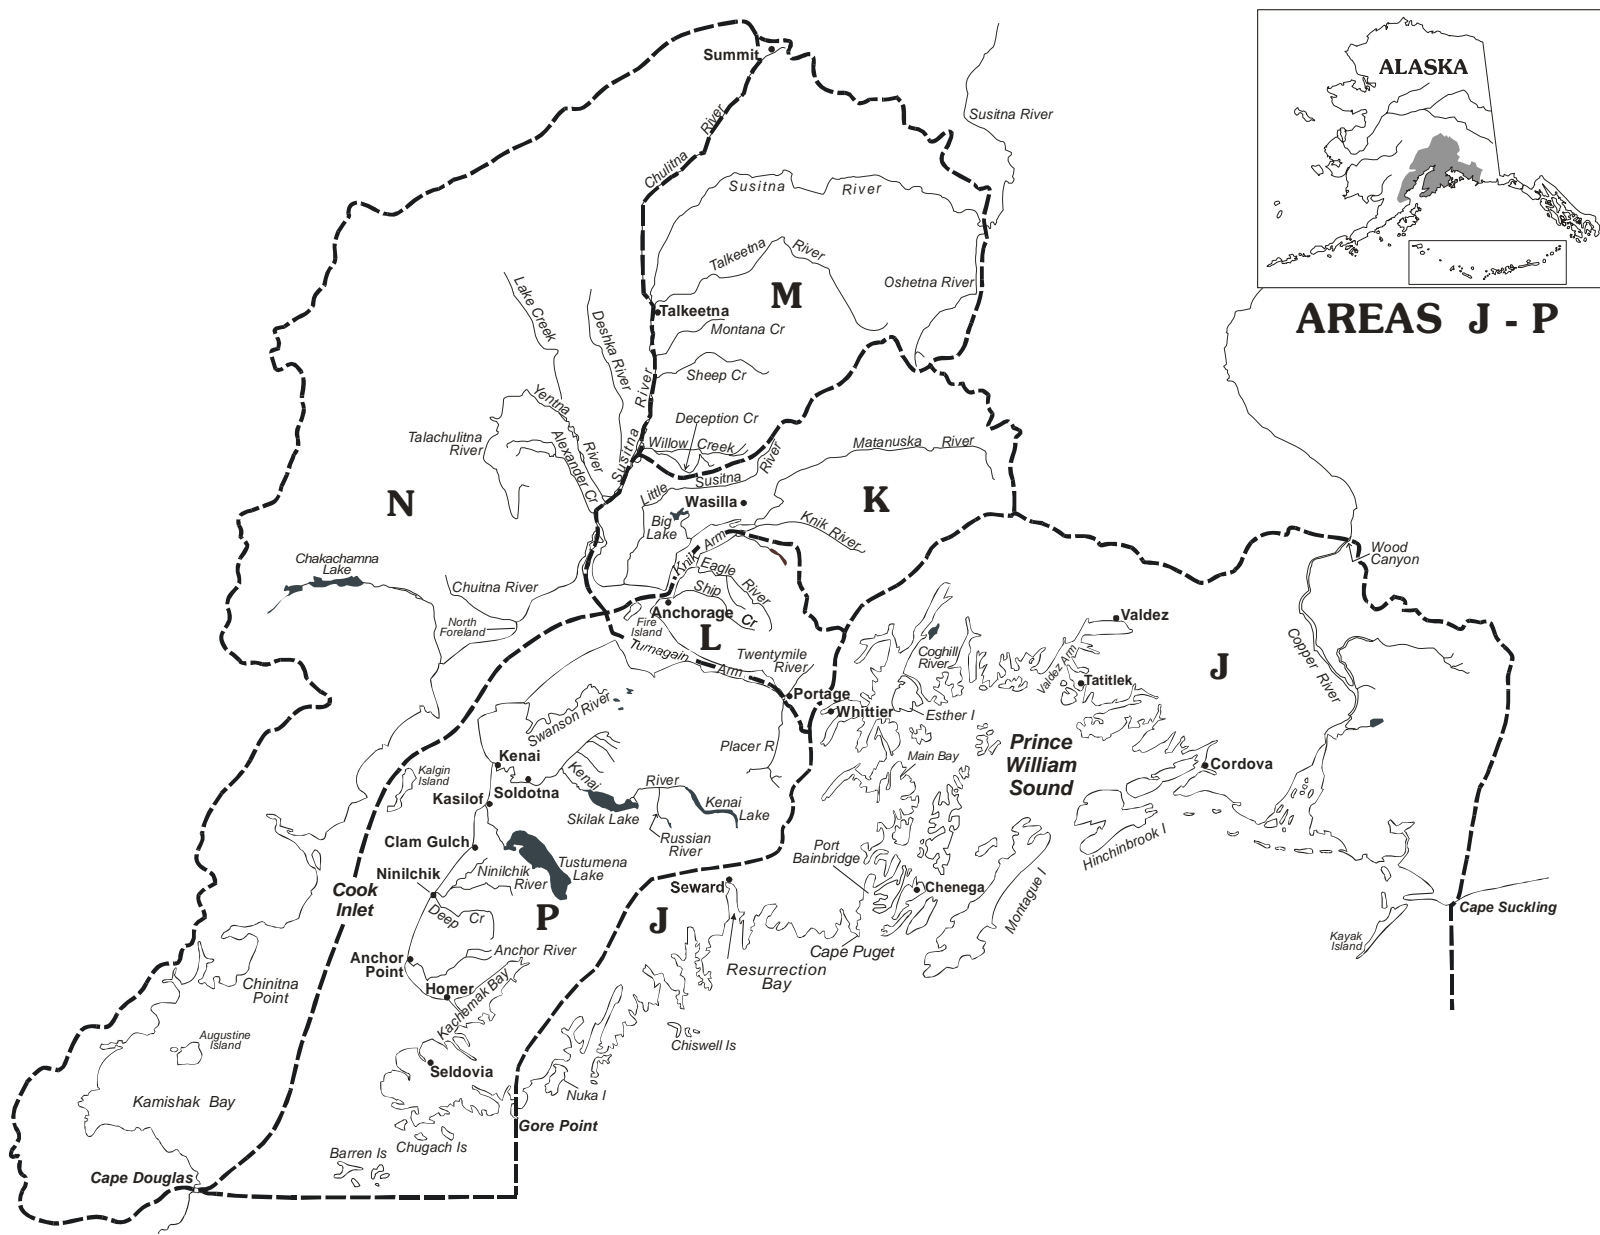 ALASKA
AREAS J - P
Summit
Susitna River
Chulitna
River
Susitna River
Talkeetna River
Oshetna River
M
Talkeetna
Montana Cr
Lake Creek
Deshka River
Sheep Cr
Susitna River
Yentna River
Deception Cr
Willow Creek
Talachulitna
River
Alexander Cr
Matanuska River
Little Susitna River
N
Wasilla
K
Big
Lake
Knik River
Knik Arm
Wood
Canyon
Chakachamna
Lake
Eagle River
Chuitna River
Ship Cr
Anchorage
Fire
Island
North
Foreland
L
Turnagain Arm
Twentymile
River
Coghill
River
Valdez
Valdez Arm
Copper River
J
Tatitlek
Portage
Whittier
Esther I
Swanson River
Placer R
Main Bay
Prince
William
Sound
Cordova
Kenai
Kalgin
Island
Soldotna
Kenai River
Kasilof
Skilak Lake
Kenai
Lake
Russian
River
Clam Gulch
Port
Bainbridge
Hinchinbrook I
Ninilchik
Ninilchik
River
Tustumena
Lake
Seward
Chenega
Montague I
Cook
Inlet
Deep Cr
P
J
Cape Suckling
Kayak
Island
Anchor
Point
Anchor River
Cape Puget
Resurrection
Bay
Homer
Kachemak Bay
Chinitna
Point
Augustine
Island
Chiswell Is
Seldovia
Nuka I
Kamishak Bay
Gore Point
Chugach Is
Barren Is
Cape Douglas